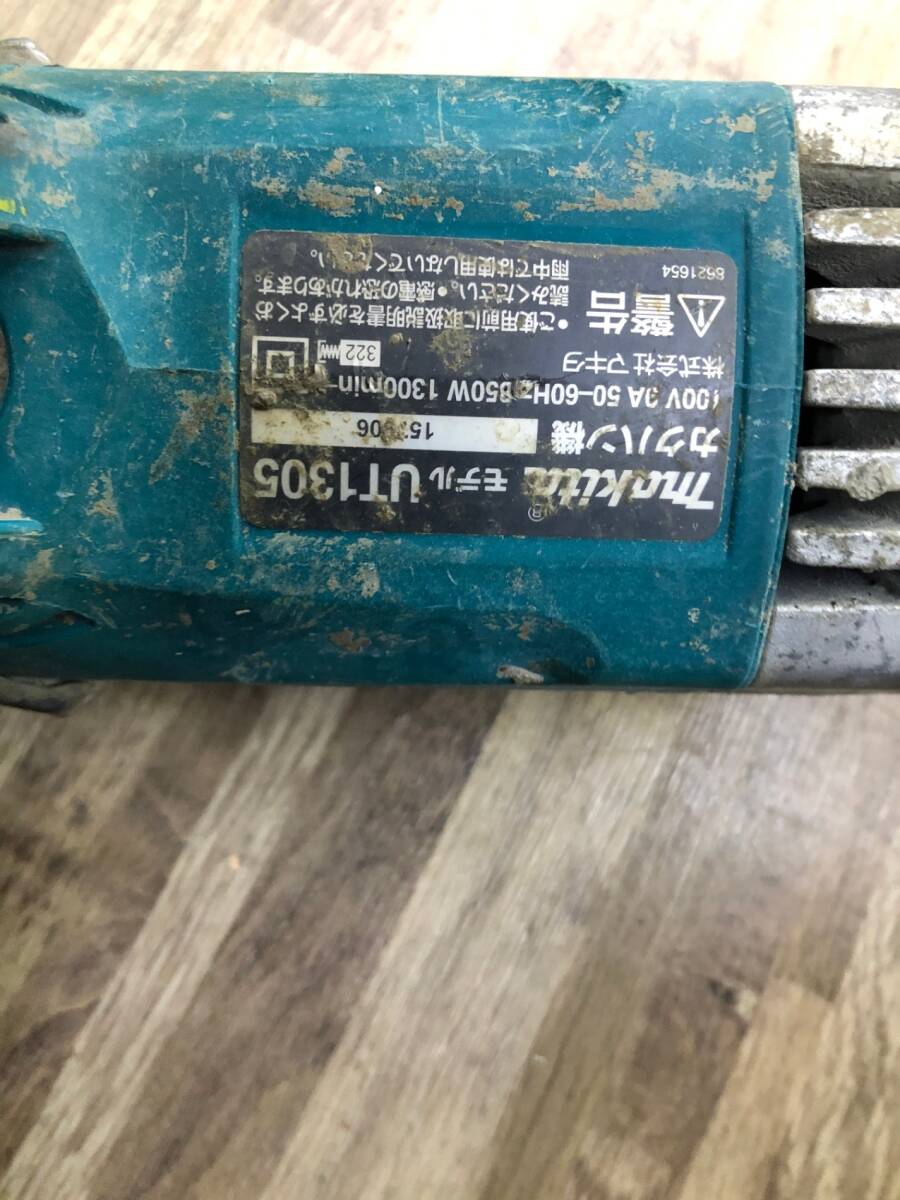 makita® モデル UT1305
カクハン機
100V 9A 50-60Hz 850W 1300min
株式会社 マキタ
322
警告
・ご使用前に取扱説明書を必ずよくお
読みください。・感電の恐れがあります。
雨中では使用しないでください。
8621654